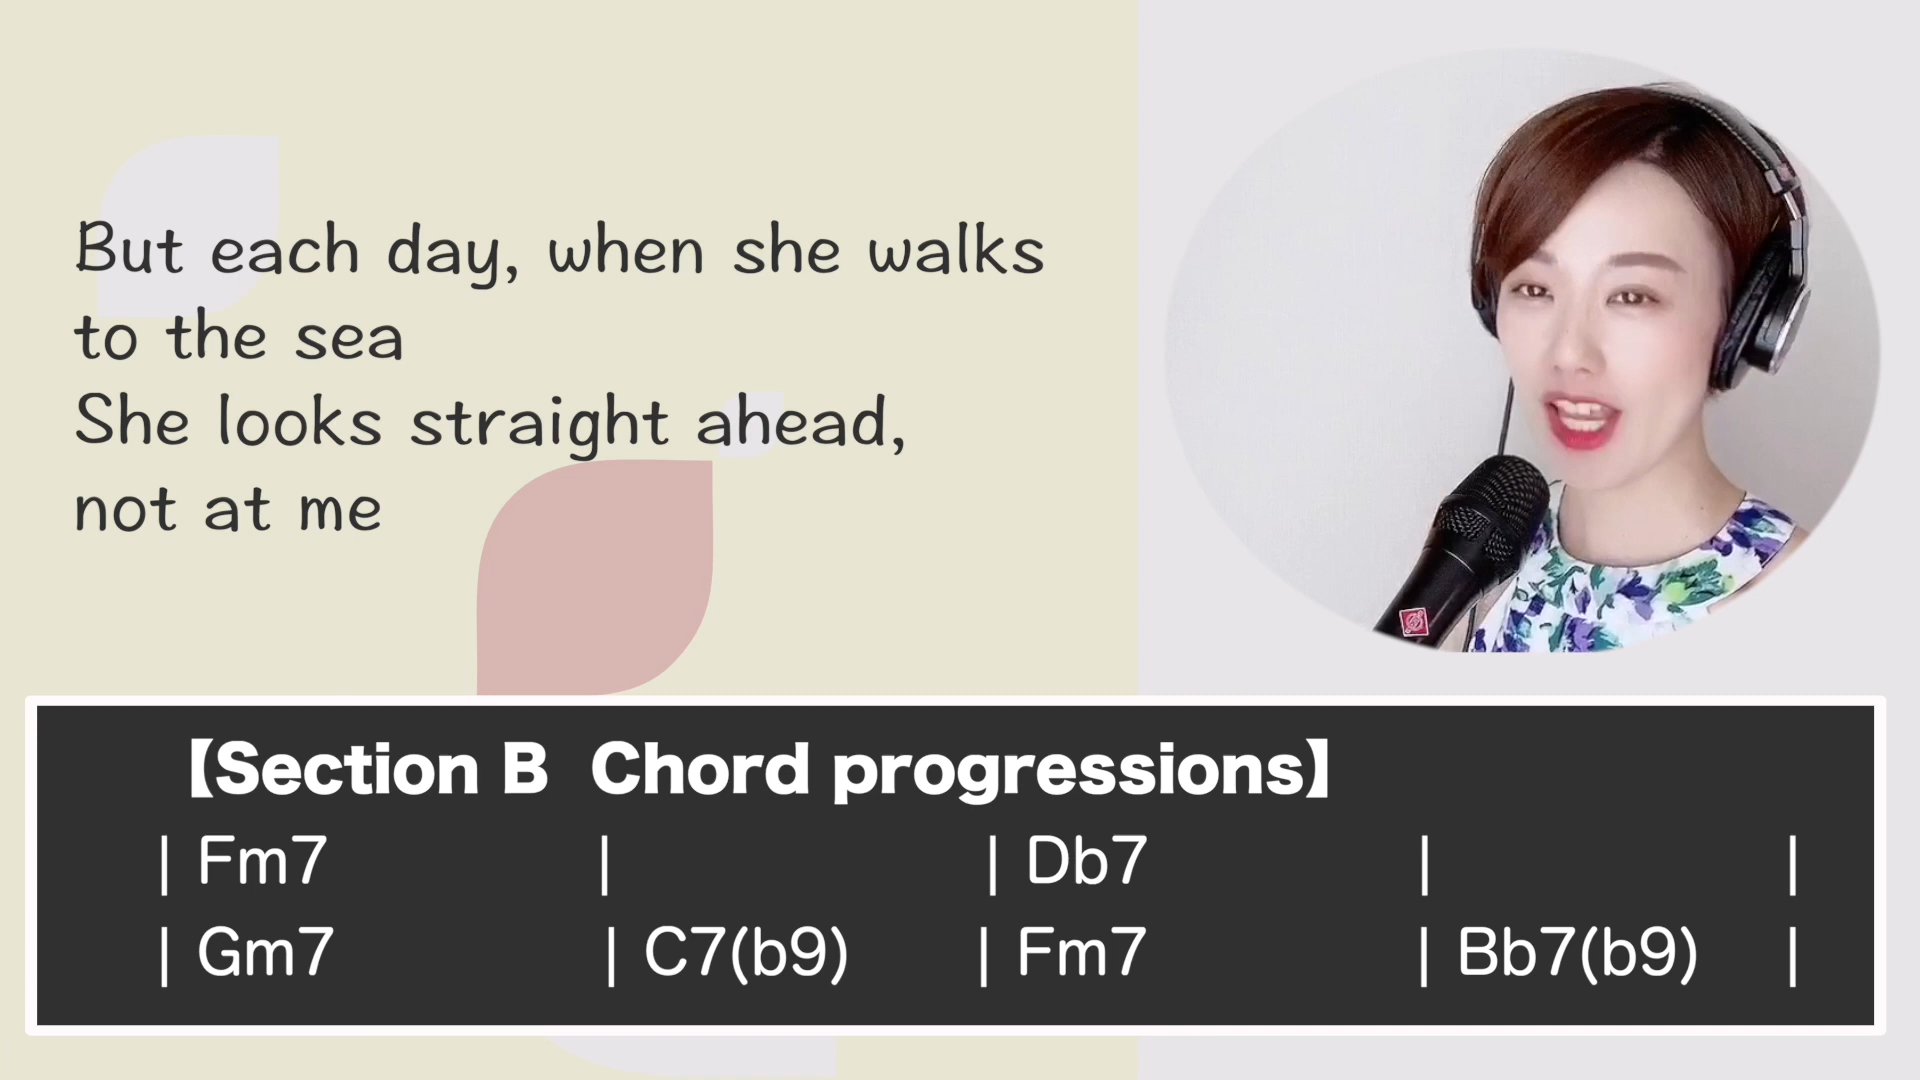 But each day, when she walks
to the sea
She looks straight ahead,
not at me
【Section B Chord progressions】
| Fm7 | | Db7 | |
| Gm7 | C7(b9) | Fm7 | Bb7(b9) |